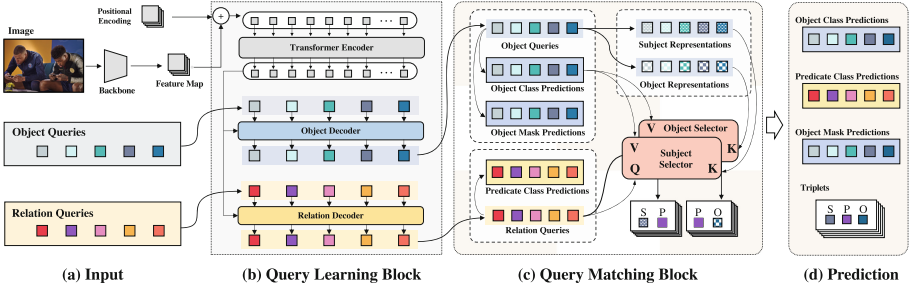 Positional
Encoding
Image
Backbone
Feature Map
+
Object Queries
Relation Queries
(a) Input
Transformer Encoder
Object Decoder
Relation Decoder
(b) Query Learning Block
Object Queries
Object Class Predictions
Object Mask Predictions
Subject Representations
Object Representations
V Object Selector
K
V
Subject
Selector
Q
K
Predicate Class Predictions
Relation Queries
S P
P O
(c) Query Matching Block
Object Class Predictions
Predicate Class Predictions
Object Mask Predictions
Triplets
S P O
(d) Prediction